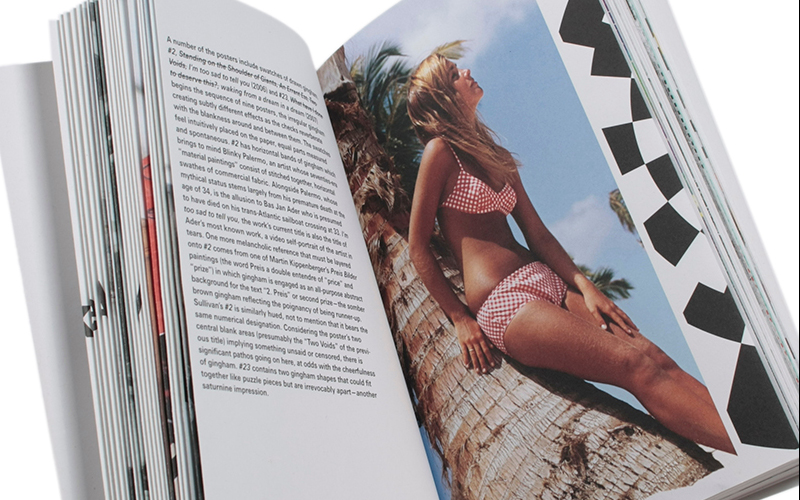 A number of the posters include swatches of drawn gingham.
#2, Standing on the Shoulder of Giants, An Errant Fan, Two
Voids, I'm too sad to tell you (2006) and #23, What have I done
to deserve this?, waking from a dream in a dream (2007)
begins the sequence of nine posters, the irregular gingham
creating subtly different effects as the checks reverberate
with the blankness around and between them. The swatches
feel intuitively placed on the paper, equal parts measured
and spontaneous. #2 has horizontal bands of gingham which
brings to mind Blinky Palermo, an artist whose seventies-era
"material paintings" consist of stitched together, horizontal
swathes of commercial fabric. Alongside Palermo, whose
mythical status stems largely from his premature death at the
age of 34, is the allusion to Bas Jan Ader who is presumed
to have died on his trans-Atlantic sailboat crossing at 33. I'm
too sad to tell you, the work's current title is also the title of
Ader's most known work, a video self-portrait of the artist in
tears. One more melancholic reference that must be layered
onto #2 comes from one of Martin Kippenberger's Preis Bilder
paintings (the word Preis a double entendre of "price" and
"prize") in which gingham is engaged as an all-purpose abstract
background for the text "2. Preis" or second prize—the somber
brown gingham reflecting the poignancy of being runner-up.
Sullivan's #2 is similarly hued, not to mention that it bears the
same numerical designation. Considering the poster's two
central blank areas (presumably the "Two Voids" of the previ-
ous title) implying something unsaid or censored, there is
significant pathos going on here, at odds with the cheerfulness
of gingham. #23 contains two gingham shapes that could fit
together like puzzle pieces but are irrevocably apart—another
saturnine impression.